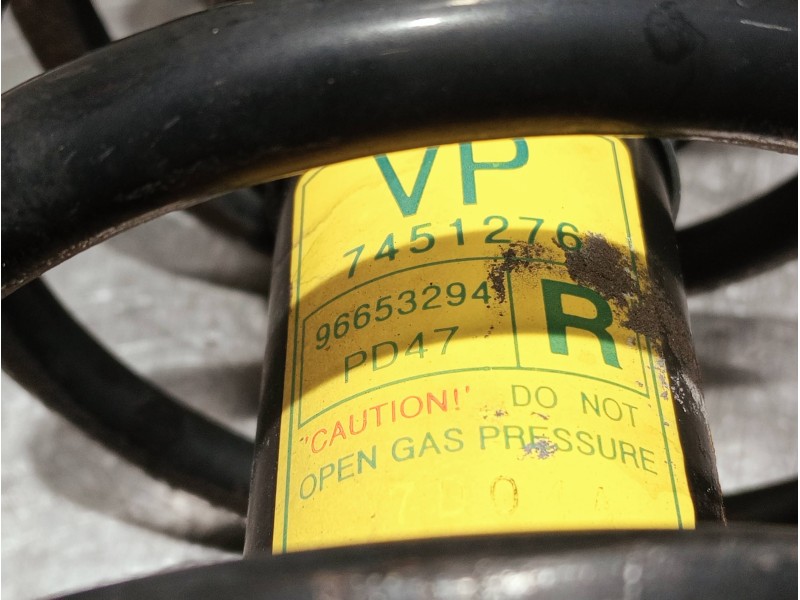 VP
7451276
96653294
PD47
R
"CAUTION!" DO NOT
OPEN GAS PRESSURE